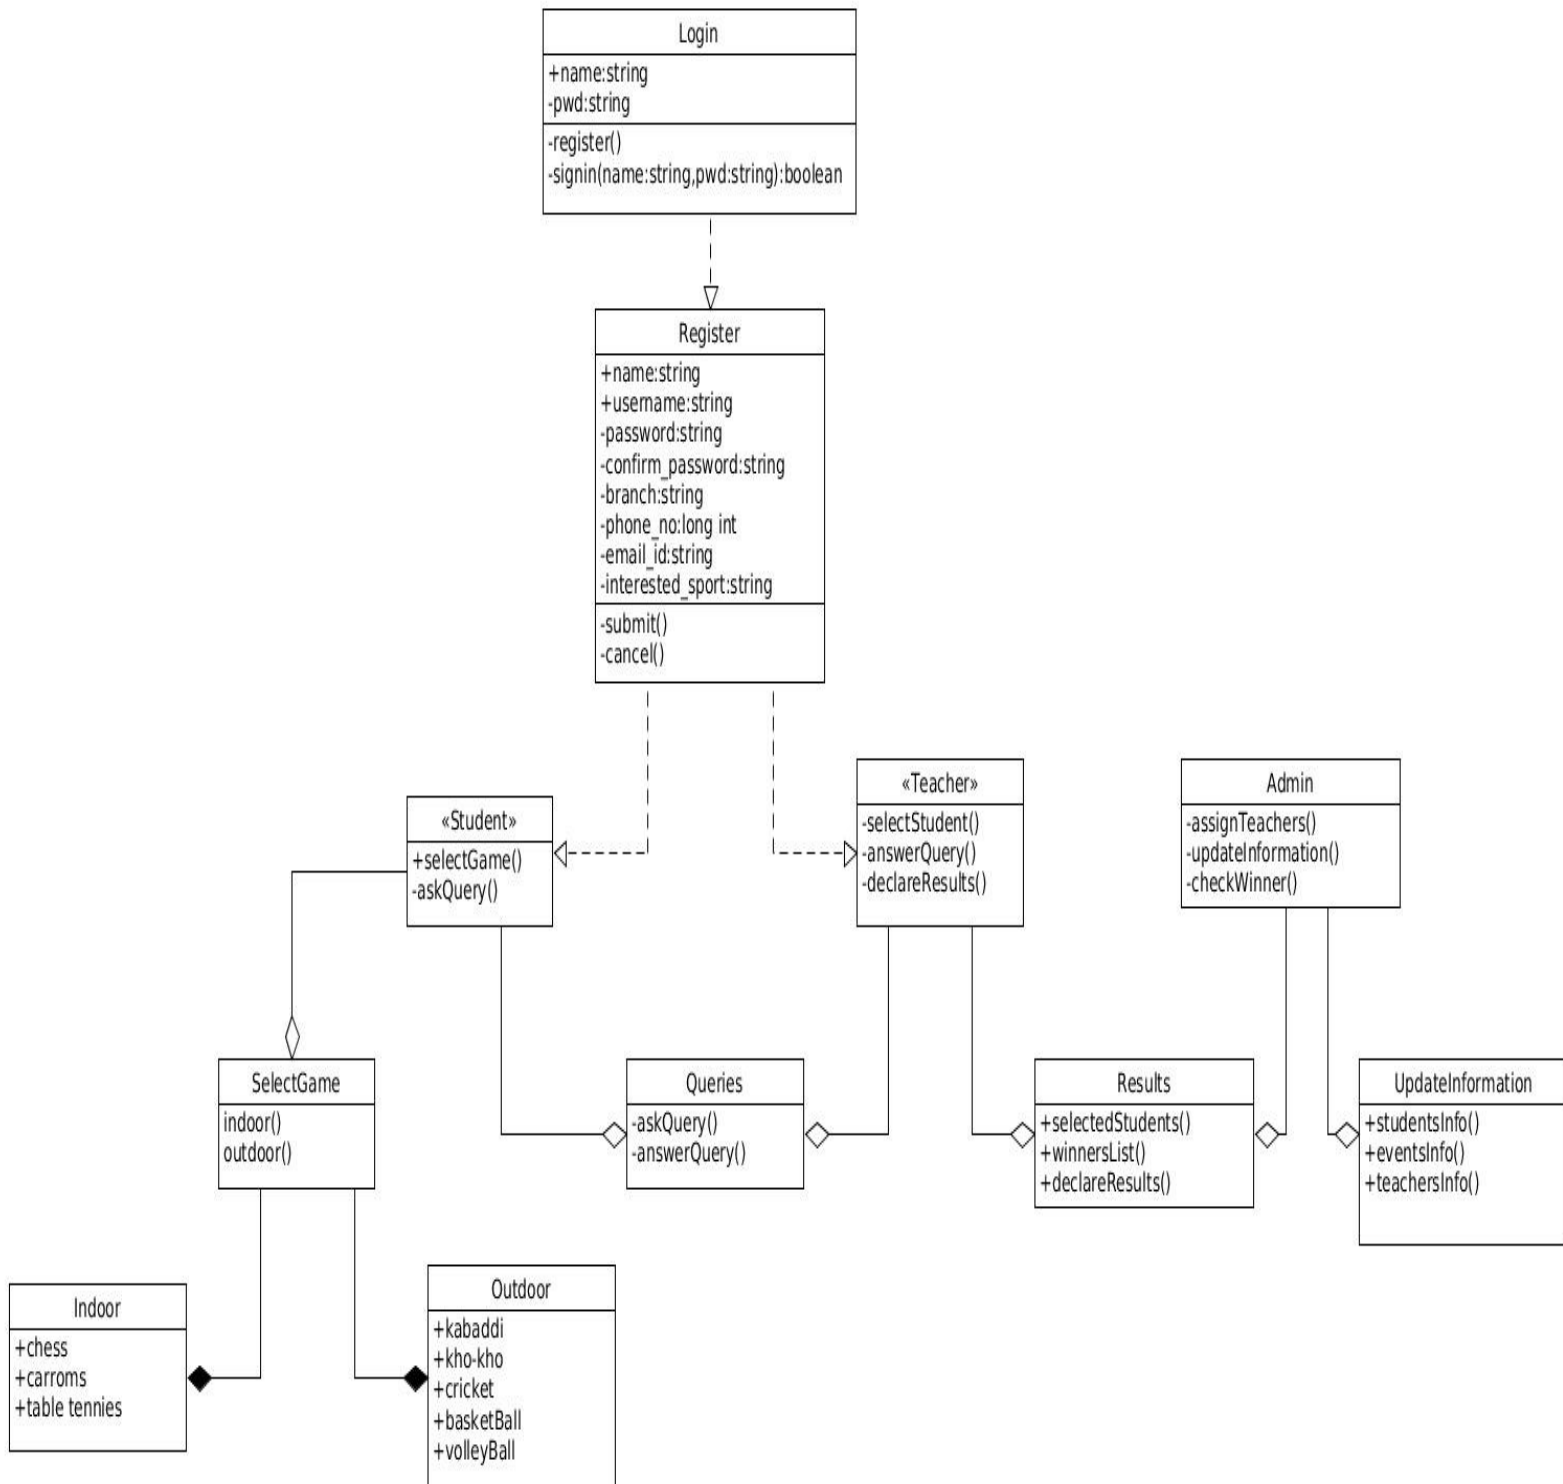 Login
+name:string
-pwd:string
-register()
-signin(name:string,pwd:string):boolean
Register
+name:string
+username:string
-password:string
-confirm_password:string
-branch:string
-phone_no:long int
-email_id:string
-interested_sport:string
-submit()
-cancel()
«Student»
+selectGame()
-askQuery()
«Teacher»
-selectStudent()
-answerQuery()
-declareResults()
Admin
-assignTeachers()
-updateInformation()
-checkWinner()
SelectGame
indoor()
outdoor()
Queries
-askQuery()
-answerQuery()
Results
+selectedStudents()
+winnersList()
+declareResults()
UpdateInformation
+studentsInfo()
+eventsInfo()
+teachersInfo()
Indoor
+chess
+carroms
+table tennies
Outdoor
+kabaddi
+kho-kho
+cricket
+basketBall
+volleyBall